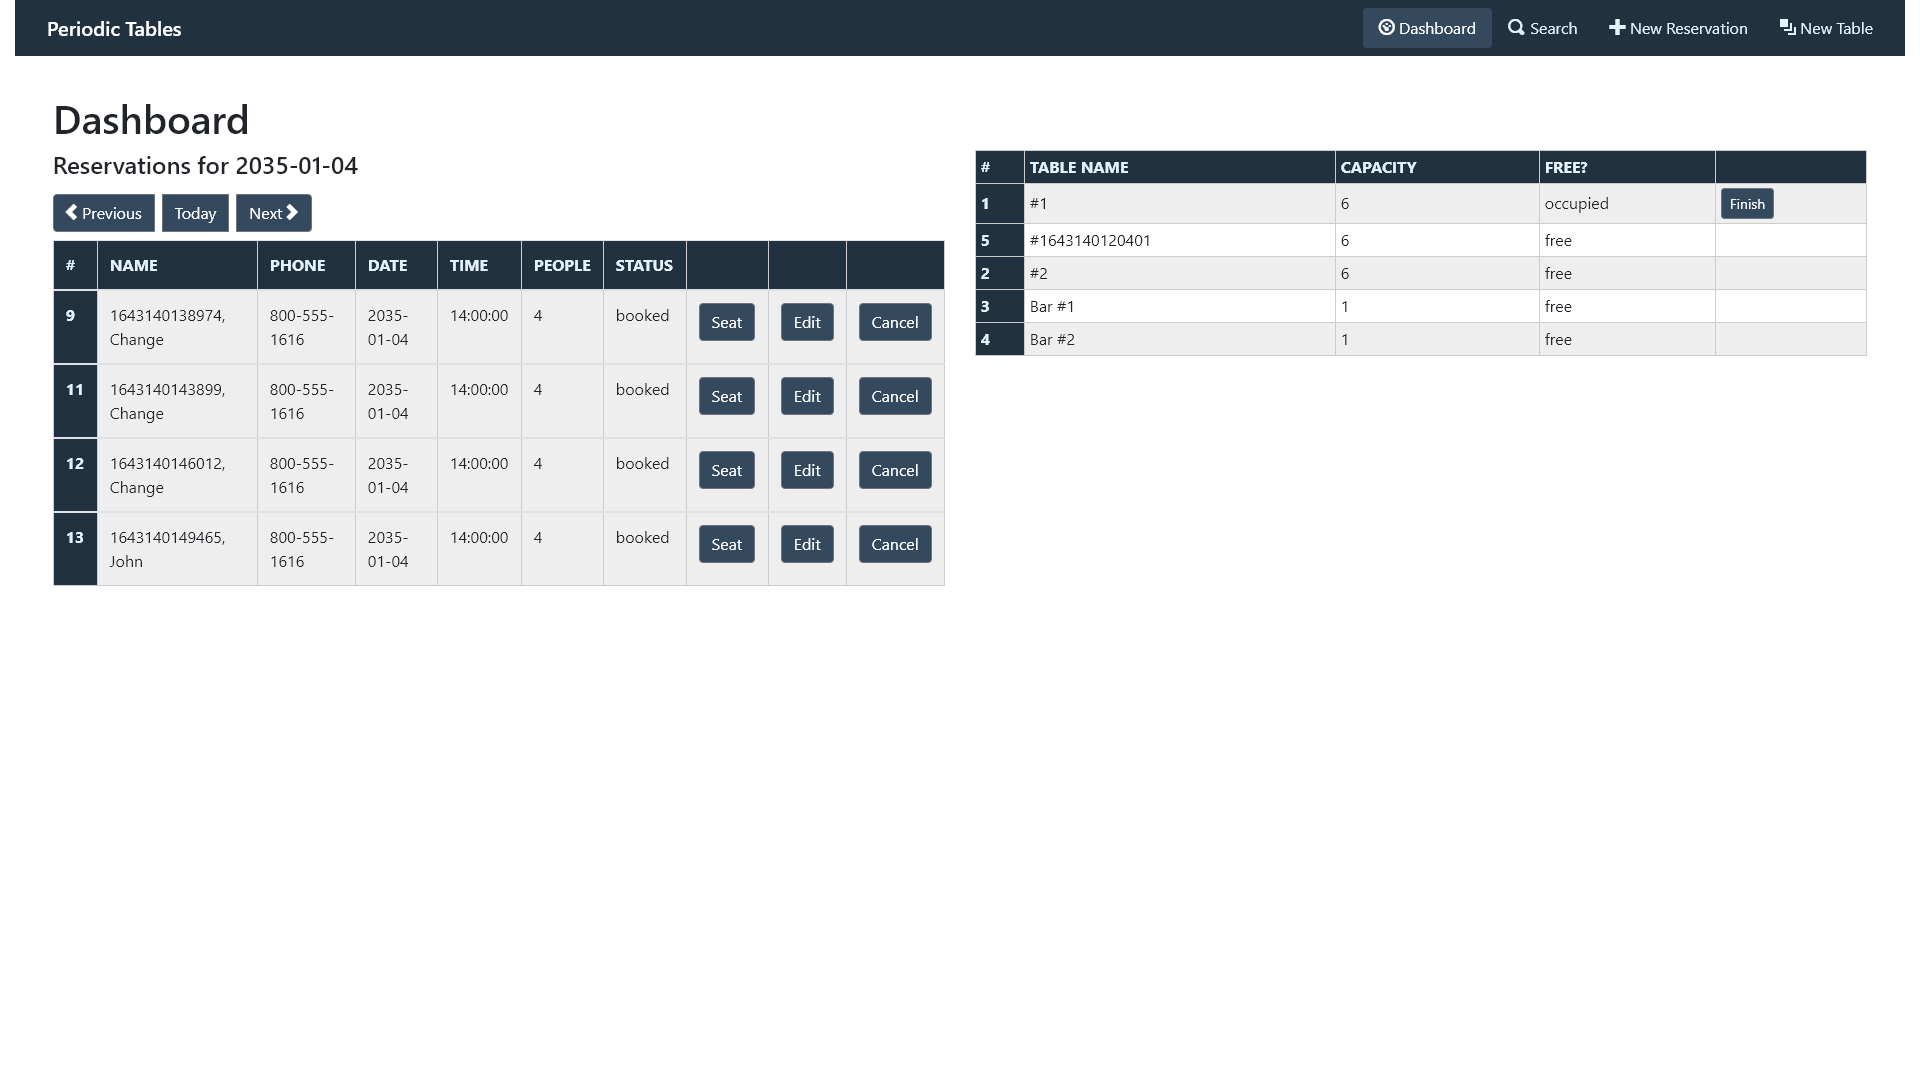 Periodic Tables
Dashboard Search New Reservation New Table
Dashboard
Reservations for 2035-01-04
Previous Today Next
# NAME PHONE DATE TIME PEOPLE STATUS
9 1643140138974, Change 800-555-1616 2035-01-04 14:00:00 4 booked Seat Edit Cancel
11 1643140143899, Change 800-555-1616 2035-01-04 14:00:00 4 booked Seat Edit Cancel
12 1643140146012, Change 800-555-1616 2035-01-04 14:00:00 4 booked Seat Edit Cancel
13 1643140149465, John 800-555-1616 2035-01-04 14:00:00 4 booked Seat Edit Cancel
# TABLE NAME CAPACITY FREE?
1 #1 6 occupied Finish
5 #1643140120401 6 free
2 #2 6 free
3 Bar #1 1 free
4 Bar #2 1 free